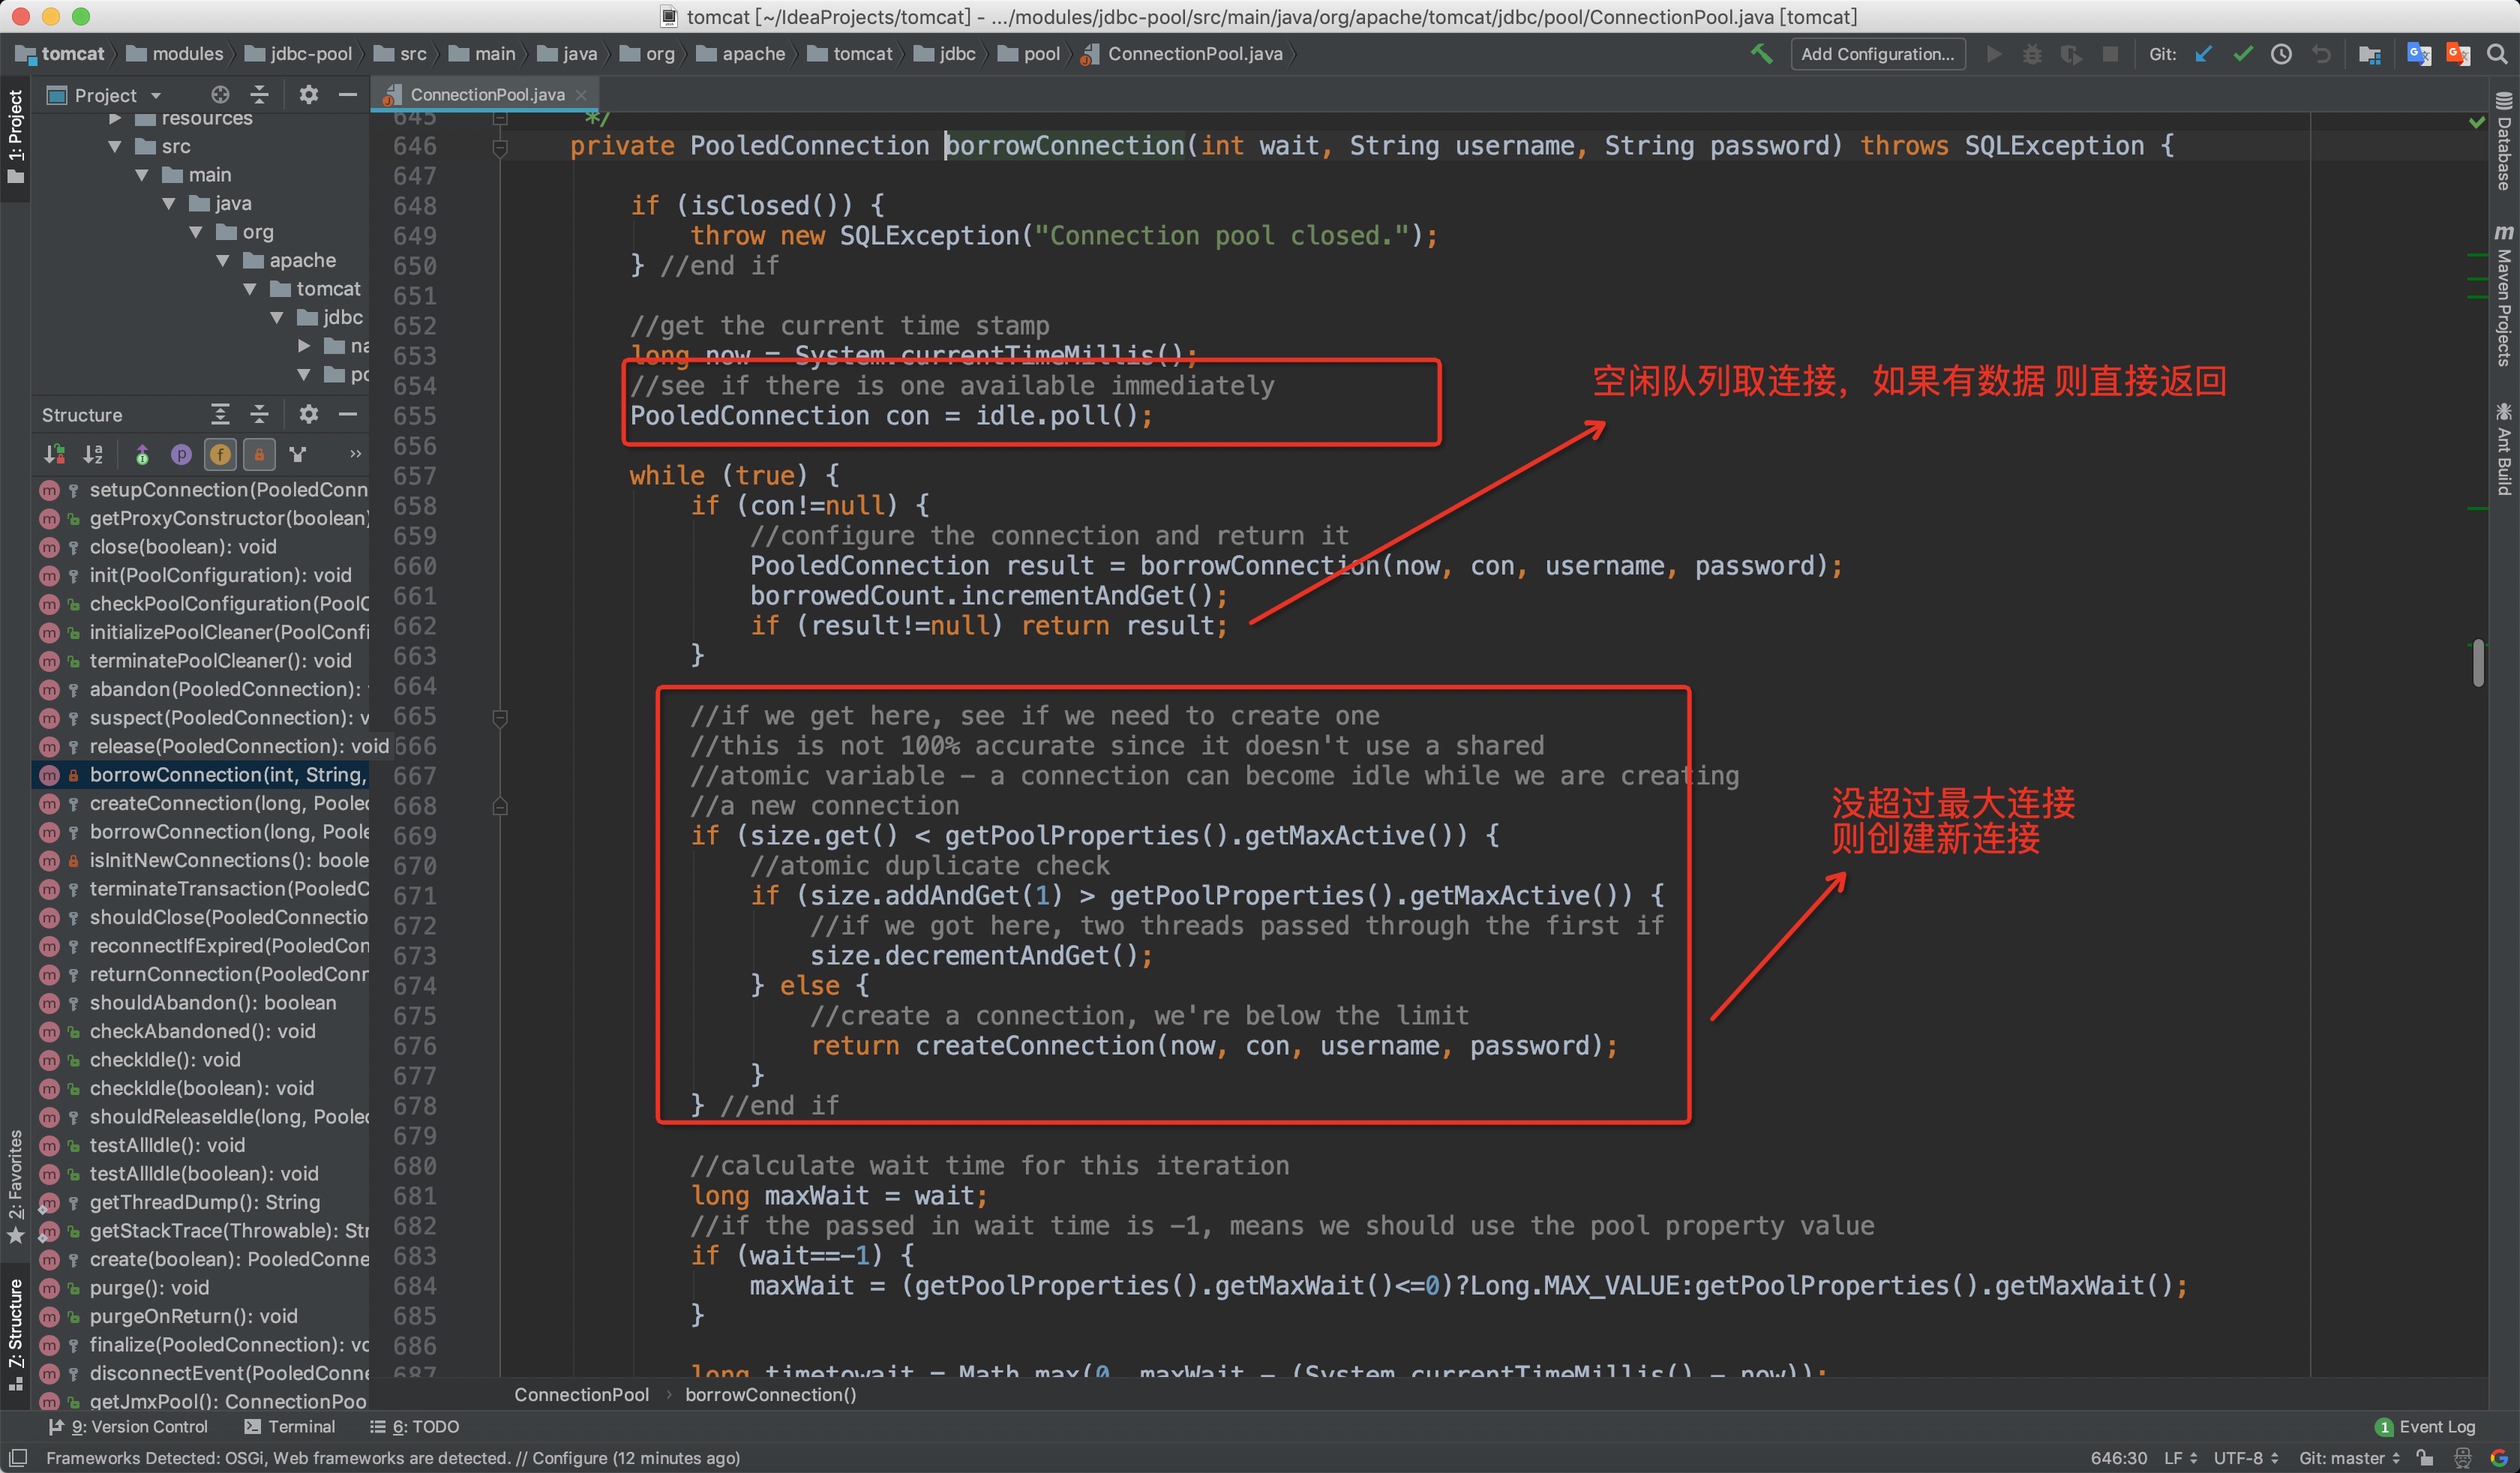 tomcat [~/IdeaProjects/tomcat] - .../modules/jdbc-pool/src/main/java/org/apache/tomcat/jdbc/pool/ConnectionPool.java [tomcat]
tomcat modules jdbc-pool src main java org apache tomcat jdbc pool ConnectionPool.java Add Configuration... Git:
1: Project
Project
ConnectionPool.java
resources
src
main
java
org
apache
tomcat
jdbc
na
po
Structure
setupConnection(PooledConn
getProxyConstructor(boolean)
close(boolean): void
init(PoolConfiguration): void
checkPoolConfiguration(PoolC
initializePoolCleaner(PoolConfi
terminatePoolCleaner(): void
abandon(PooledConnection):
suspect(PooledConnection): v
release(PooledConnection): void
borrowConnection(int, String,
createConnection(long, Poole
borrowConnection(long, Poole
isInitNewConnections(): boole
terminateTransaction(PooledC
shouldClose(PooledConnectio
reconnectIfExpired(PooledCon
returnConnection(PooledConn
shouldAbandon(): boolean
checkAbandoned(): void
checkIdle(): void
checkIdle(boolean): void
shouldReleaseIdle(long, Poole
testAllIdle(): void
testAllIdle(boolean): void
getThreadDump(): String
getStackTrace(Throwable): Str
create(boolean): PooledConne
purge(): void
purgeOnReturn(): void
finalize(PooledConnection): vo
disconnectEvent(PooledConne
getJmxPool(): ConnectionPoo
2: Favorites
7: Structure
645 */
646 private PooledConnection borrowConnection(int wait, String username, String password) throws SQLException {
647
648 if (isClosed()) {
649 throw new SQLException("Connection pool closed.");
650 } //end if
651
652 //get the current time stamp
653 long now = System.currentTimeMillis();
654 //see if there is one available immediately
655 PooledConnection con = idle.poll();
656
657 while (true) {
658 if (con!=null) {
659 //configure the connection and return it
660 PooledConnection result = borrowConnection(now, con, username, password);
661 borrowedCount.incrementAndGet();
662 if (result!=null) return result;
663 }
664
665 //if we get here, see if we need to create one
666 //this is not 100% accurate since it doesn't use a shared
667 //atomic variable - a connection can become idle while we are creating
668 //a new connection
669 if (size.get() < getPoolProperties().getMaxActive()) {
670 //atomic duplicate check
671 if (size.addAndGet(1) > getPoolProperties().getMaxActive()) {
672 //if we got here, two threads passed through the first if
673 size.decrementAndGet();
674 } else {
675 //create a connection, we're below the limit
676 return createConnection(now, con, username, password);
677 }
678 } //end if
679
680 //calculate wait time for this iteration
681 long maxWait = wait;
682 //if the passed in wait time is -1, means we should use the pool property value
683 if (wait==-1) {
684 maxWait = (getPoolProperties().getMaxWait()<=0)?Long.MAX_VALUE:getPoolProperties().getMaxWait();
685 }
686
687 long timetowait = Math.max(0, maxWait - (System.currentTimeMillis() - now));
空闲队列取连接，如果有数据 则直接返回
没超过最大连接
则创建新连接
Database
Maven Projects
Ant Build
ConnectionPool borrowConnection()
9: Version Control Terminal 6: TODO 1 Event Log
Frameworks Detected: OSGi, Web frameworks are detected. // Configure (12 minutes ago) 646:30 LF UTF-8 Git: master